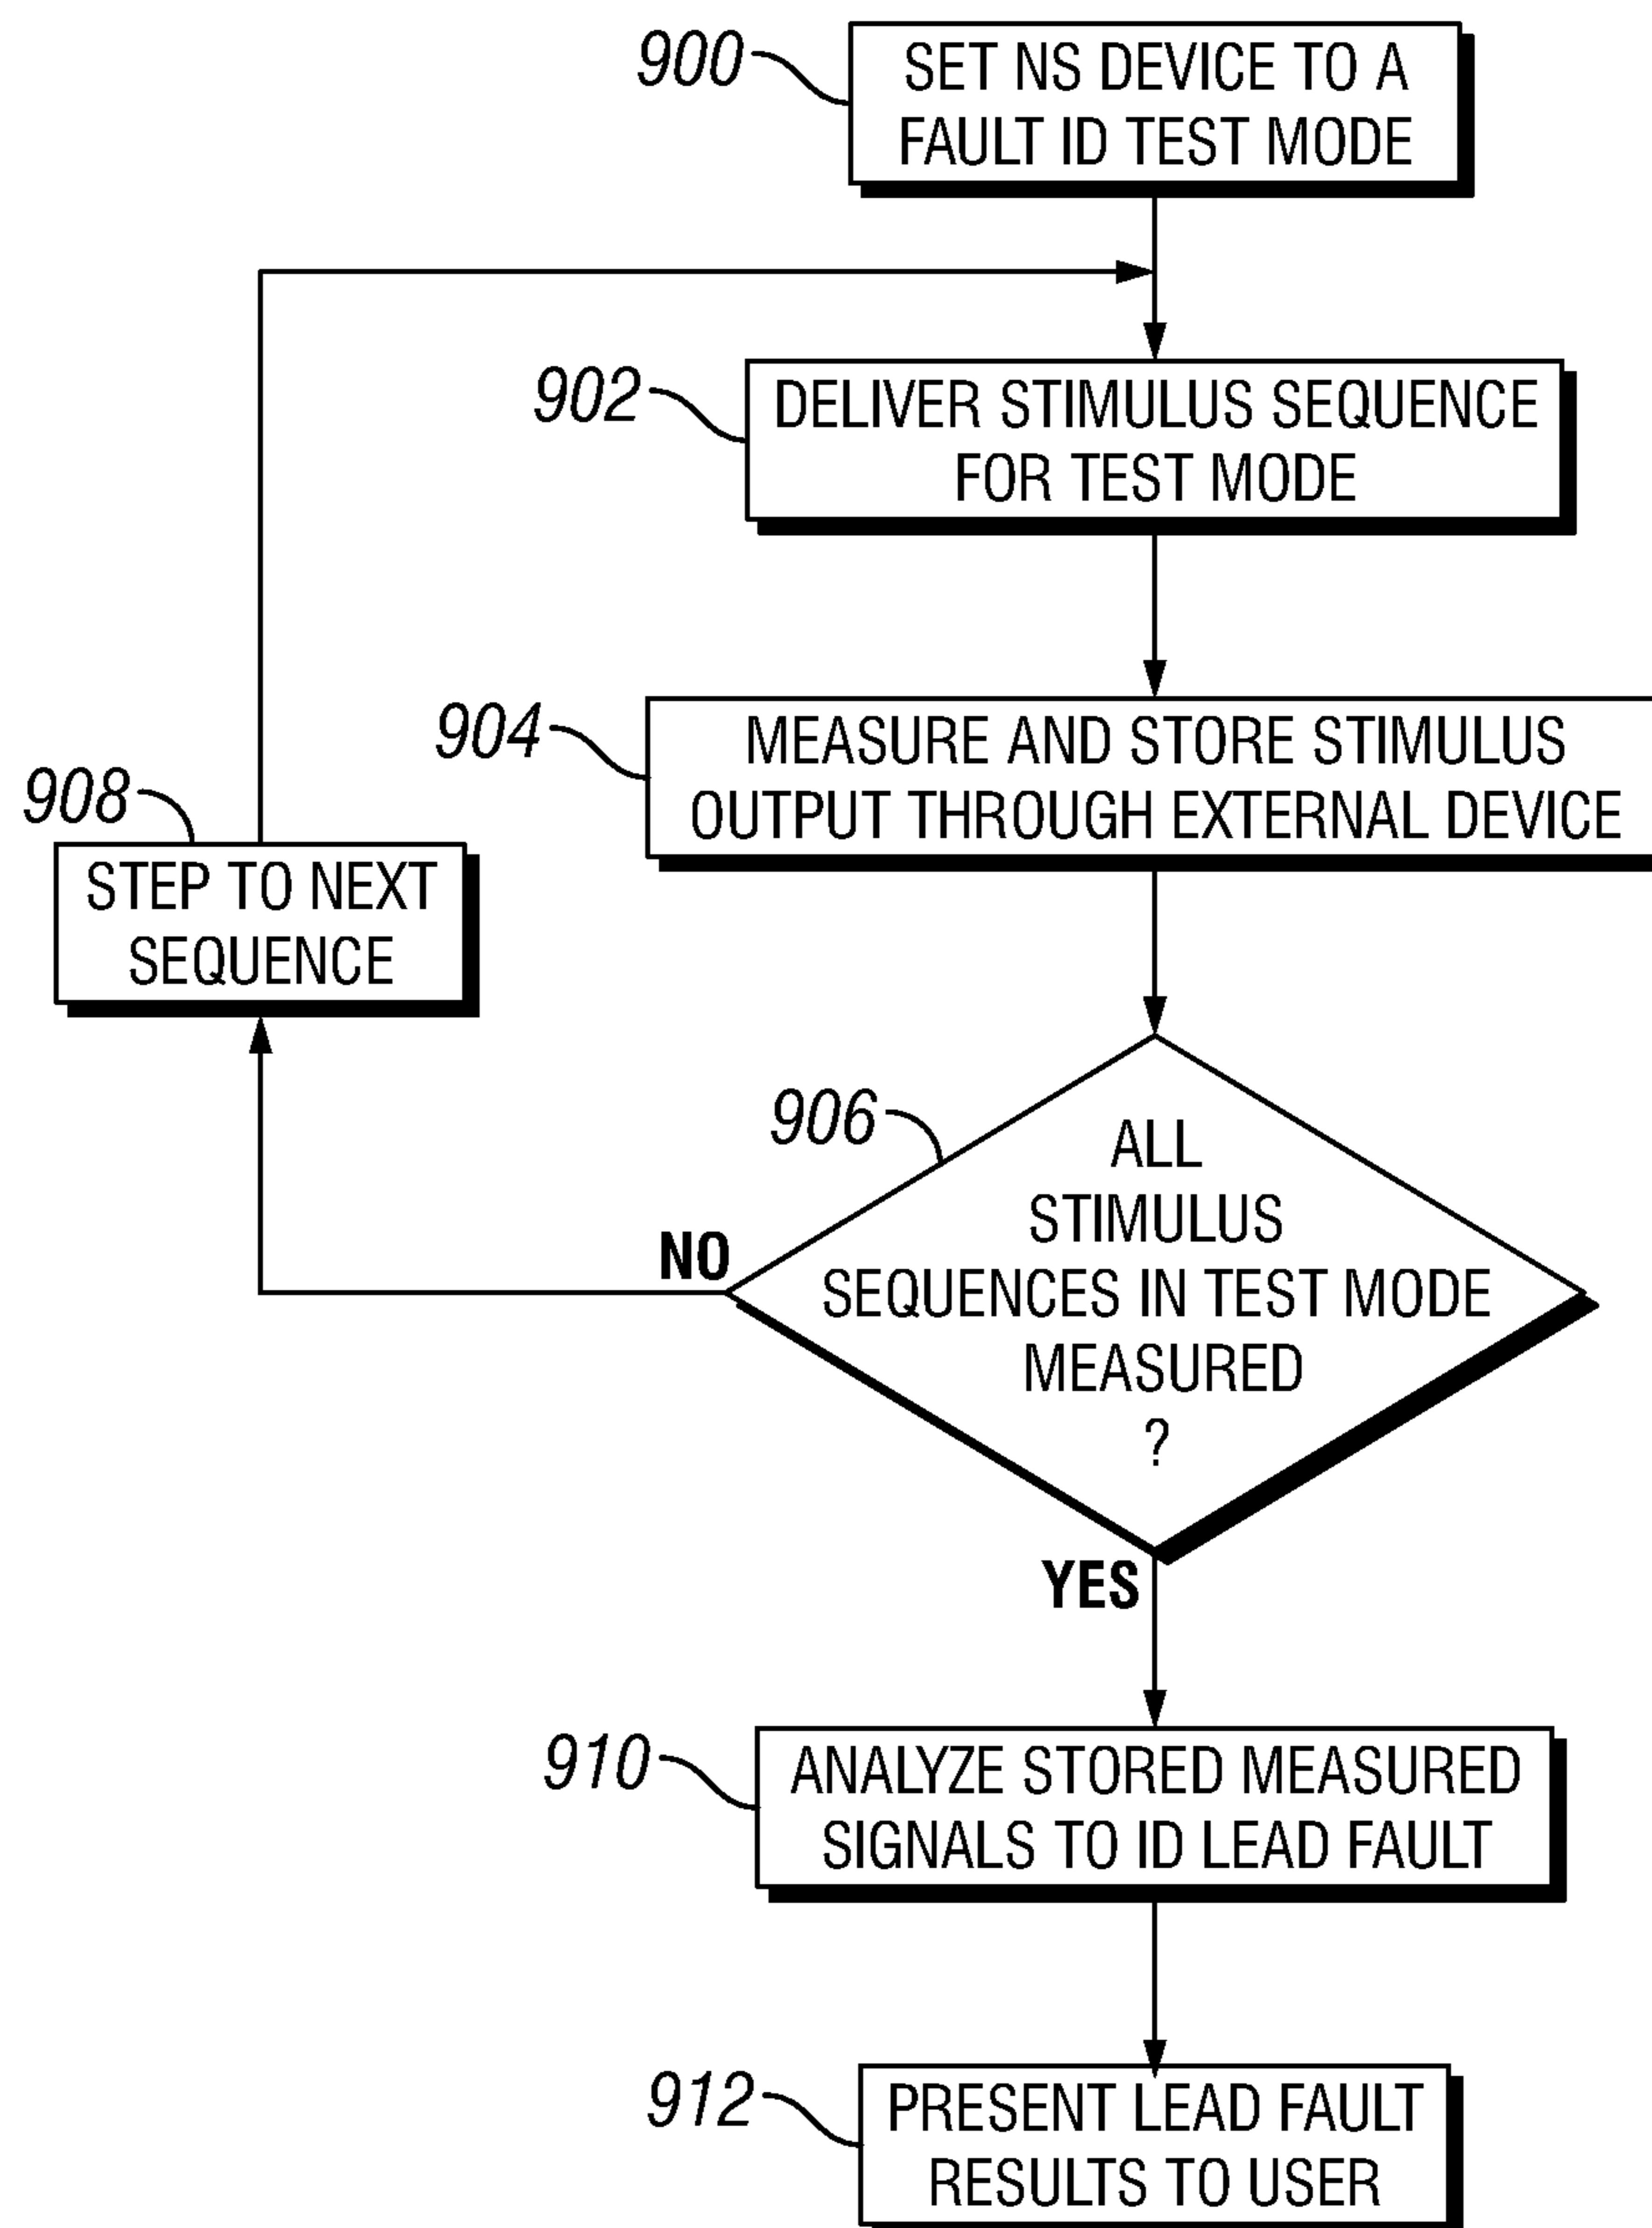 900
SET NS DEVICE TO A
FAULT ID TEST MODE
902
DELIVER STIMULUS SEQUENCE
FOR TEST MODE
904
MEASURE AND STORE STIMULUS
OUTPUT THROUGH EXTERNAL DEVICE
908
STEP TO NEXT
SEQUENCE
906
ALL
STIMULUS
SEQUENCES IN TEST MODE
MEASURED
?
NO
YES
910
ANALYZE STORED MEASURED
SIGNALS TO ID LEAD FAULT
912
PRESENT LEAD FAULT
RESULTS TO USER